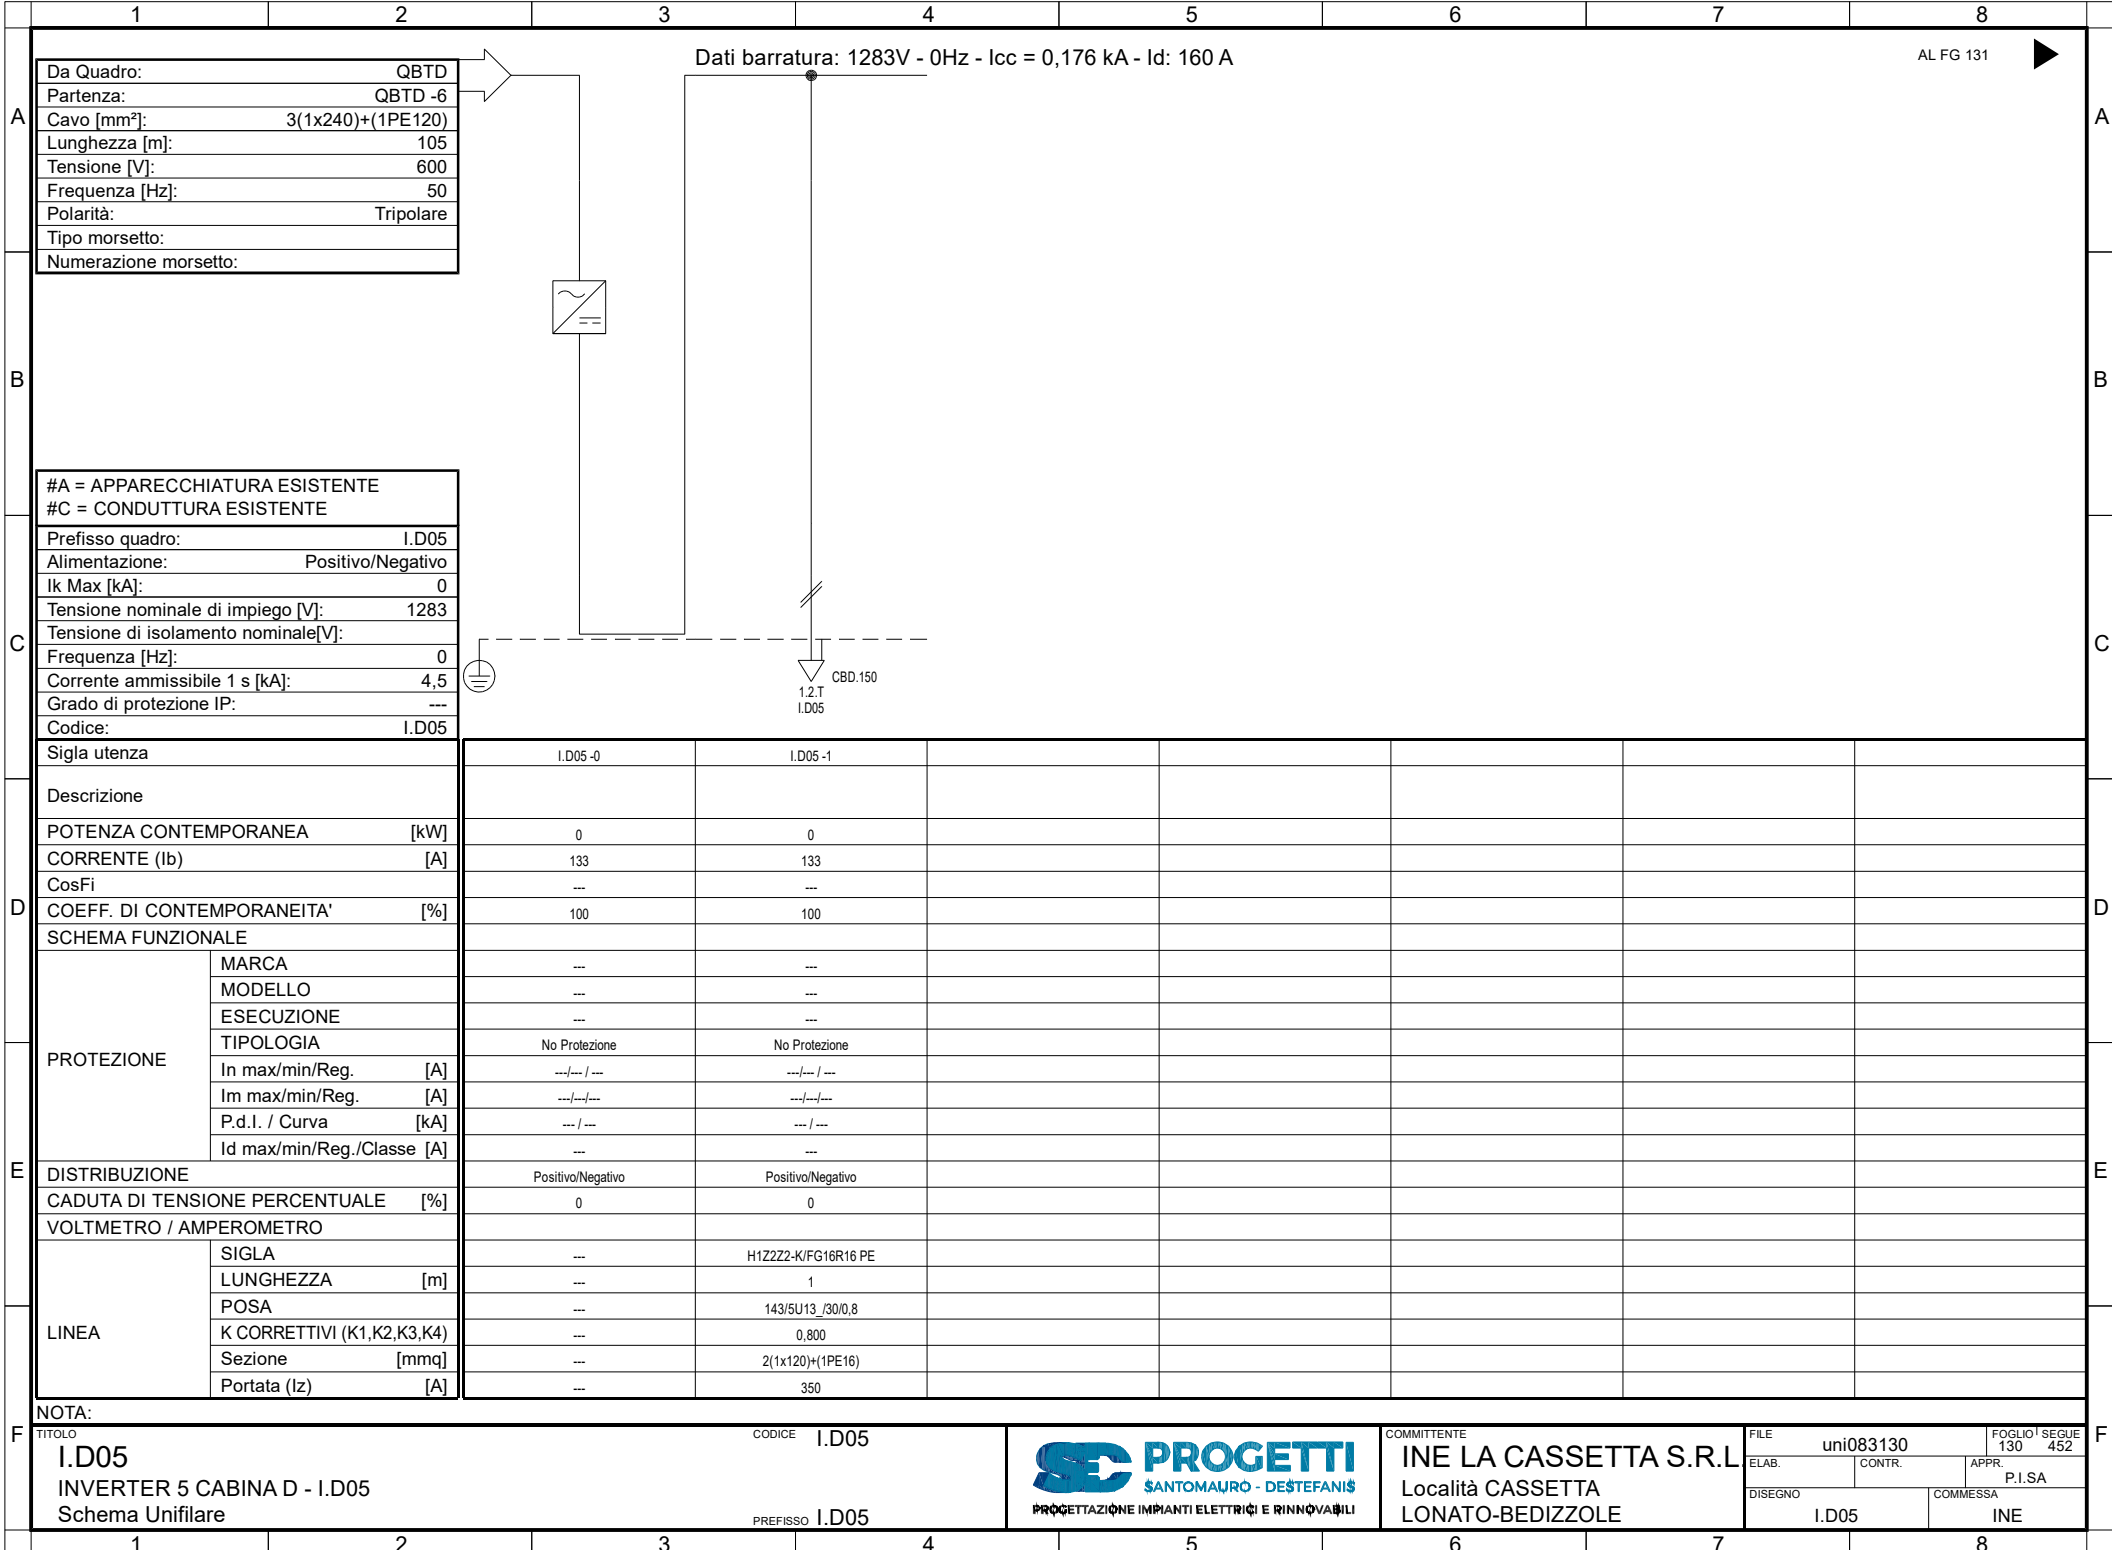 1 2 3 4 5 6 7 8
Dati barratura: 1283V - 0Hz - Icc = 0,176 kA - Id: 160 A
AL FG 131
Da Quadro: QBTD
Partenza: QBTD -6
Cavo [mm²]: 3(1x240)+(1PE120)
Lunghezza [m]: 105
Tensione [V]: 600
Frequenza [Hz]: 50
Polarità: Tripolare
Tipo morsetto:
Numerazione morsetto:
A A
B B
#A = APPARECCHIATURA ESISTENTE
#C = CONDUTTURA ESISTENTE
Prefisso quadro: I.D05
Alimentazione: Positivo/Negativo
Ik Max [kA]: 0
Tensione nominale di impiego [V]: 1283
Tensione di isolamento nominale[V]:
Frequenza [Hz]: 0
Corrente ammissibile 1 s [kA]: 4,5
Grado di protezione IP: ---
Codice: I.D05
C C
CBD.150
1.2.T
I.D05
Sigla utenza I.D05 -0 I.D05 -1
Descrizione
POTENZA CONTEMPORANEA [kW] 0 0
CORRENTE (Ib) [A] 133 133
CosFi --- ---
D D
COEFF. DI CONTEMPORANEITA' [%] 100 100
SCHEMA FUNZIONALE
PROTEZIONE
MARCA --- ---
MODELLO --- ---
ESECUZIONE --- ---
TIPOLOGIA No Protezione No Protezione
In max/min/Reg. [A] ---/--- / --- ---/--- / ---
Im max/min/Reg. [A] ---/---/--- ---/---/---
P.d.I. / Curva [kA] --- / --- --- / ---
Id max/min/Reg./Classe [A] --- ---
E E
DISTRIBUZIONE Positivo/Negativo Positivo/Negativo
CADUTA DI TENSIONE PERCENTUALE [%] 0 0
VOLTMETRO / AMPEROMETRO
LINEA
SIGLA --- H1Z2Z2-K/FG16R16 PE
LUNGHEZZA [m] --- 1
POSA --- 143/5U13_/30/0,8
K CORRETTIVI (K1,K2,K3,K4) --- 0,800
Sezione [mmq] --- 2(1x120)+(1PE16)
Portata (Iz) [A] --- 350
NOTA:
F F
TITOLO
I.D05
INVERTER 5 CABINA D - I.D05
Schema Unifilare
CODICE I.D05
PREFISSO I.D05
SD PROGETTI
SANTOMAURO - DESTEFANIS
PROGETTAZIONE IMPIANTI ELETTRICI E RINNOVABILI
COMMITTENTE
INE LA CASSETTA S.R.L.
Località CASSETTA
LONATO-BEDIZZOLE
FILE uni083130
FOGLIO 130 SEGUE 452
ELAB. CONTR. APPR. P.I.SA
DISEGNO I.D05
COMMESSA INE
1 2 3 4 5 6 7 8